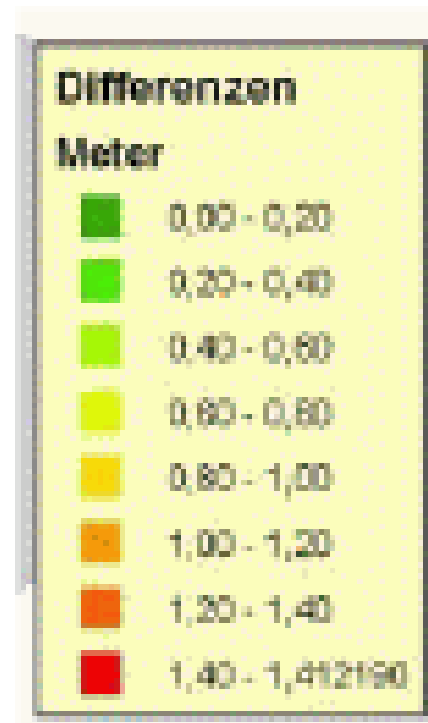 Differenzen
Meter
0,00 - 0,20
0,20 - 0,40
0,40 - 0,60
0,60 - 0,80
0,80 - 1,00
1,00 - 1,20
1,20 - 1,40
1,40 - 1,412190